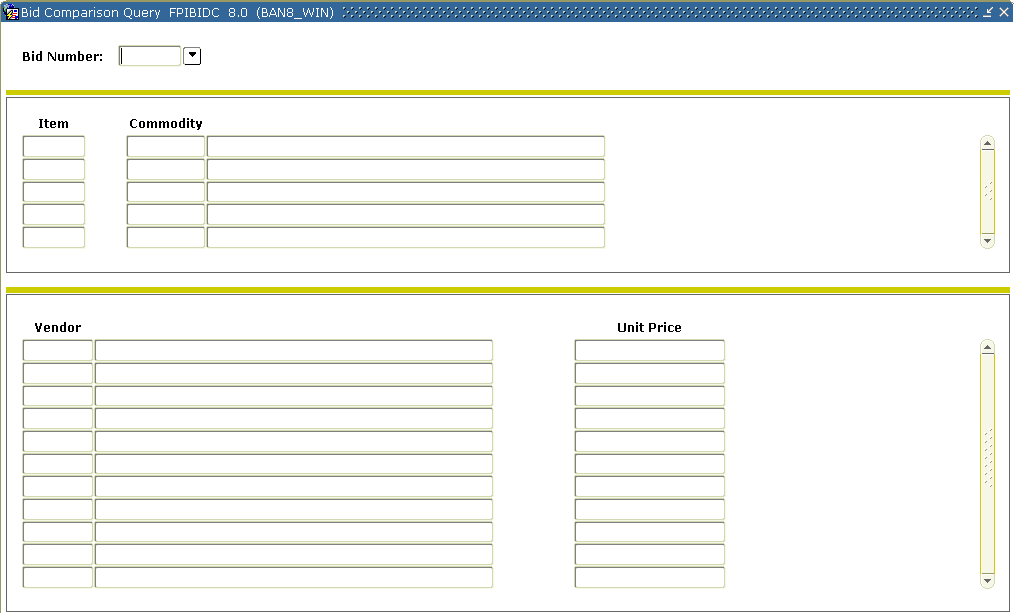 Bid Comparison Query FPIBIDC 8.0 (BAN8_WIN)
Bid Number:
Item Commodity
Vendor Unit Price